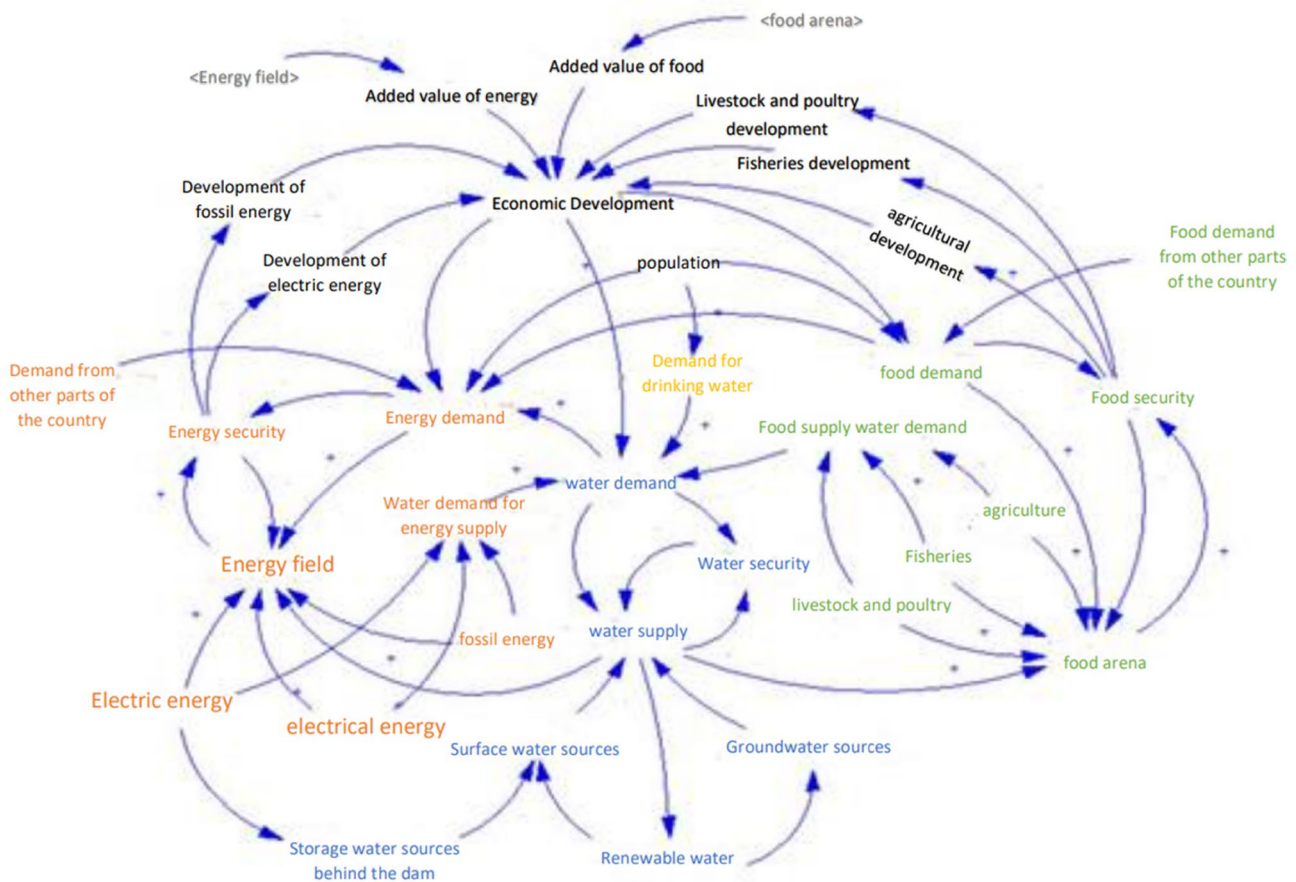 <food arena>
<Energy field>
Added value of food
Added value of energy
Livestock and poultry
development
Fisheries development
Development of
fossil energy
Economic Development
agricultural
development
Food demand
from other parts
of the country
Development of
electric energy
population
Demand from
other parts of
the country
Demand for
drinking water
food demand
Food security
Energy security
Energy demand
Food supply water demand
water demand
Water demand for
energy supply
agriculture
Energy field
Water security
Fisheries
livestock and poultry
fossil energy
water supply
food arena
Electric energy
electrical energy
Surface water sources
Groundwater sources
Storage water sources
behind the dam
Renewable water